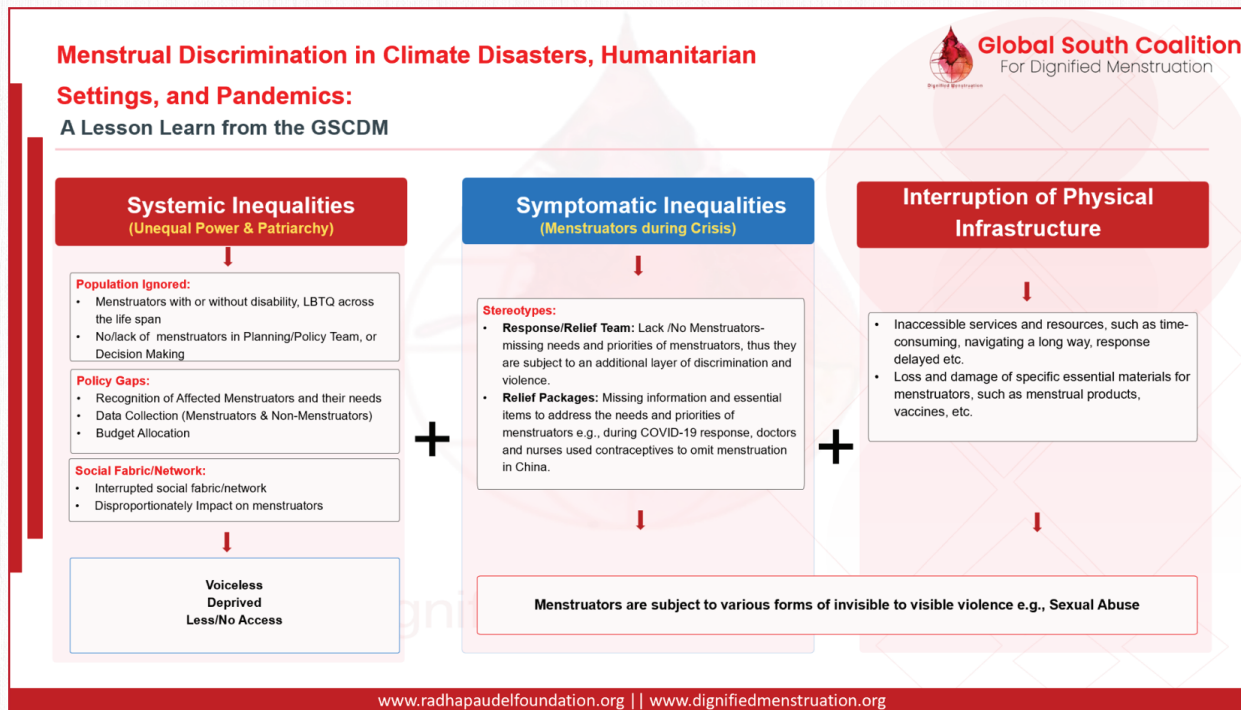 Menstrual Discrimination in Climate Disasters, Humanitarian
Settings, and Pandemics:
A Lesson Learn from the GSCDM
Global South Coalition
For Dignified Menstruation
Dignified Menstruation
Systemic Inequalities
(Unequal Power & Patriarchy)
Population Ignored:
• Menstruators with or without disability, LBTQ across
the life span
• No/lack of menstruators in Planning/Policy Team, or
Decision Making
Policy Gaps:
• Recognition of Affected Menstruators and their needs
• Data Collection (Menstruators & Non-Menstruators)
• Budget Allocation
Social Fabric/Network:
• Interrupted social fabric/network
• Disproportionately Impact on menstruators
Voiceless
Deprived
Less/No Access
+
Symptomatic Inequalities
(Menstruators during Crisis)
Stereotypes:
• Response/Relief Team: Lack /No Menstruators-
missing needs and priorities of menstruators, thus they
are subject to an additional layer of discrimination and
violence.
• Relief Packages: Missing information and essential
items to address the needs and priorities of
menstruators e.g., during COVID-19 response, doctors
and nurses used contraceptives to omit menstruation
in China.
+
Interruption of Physical
Infrastructure
• Inaccessible services and resources, such as time-
consuming, navigating a long way, response
delayed etc.
• Loss and damage of specific essential materials for
menstruators, such as menstrual products,
vaccines, etc.
Menstruators are subject to various forms of invisible to visible violence e.g., Sexual Abuse
www.radhapaudelfoundation.org || www.dignifiedmenstruation.org